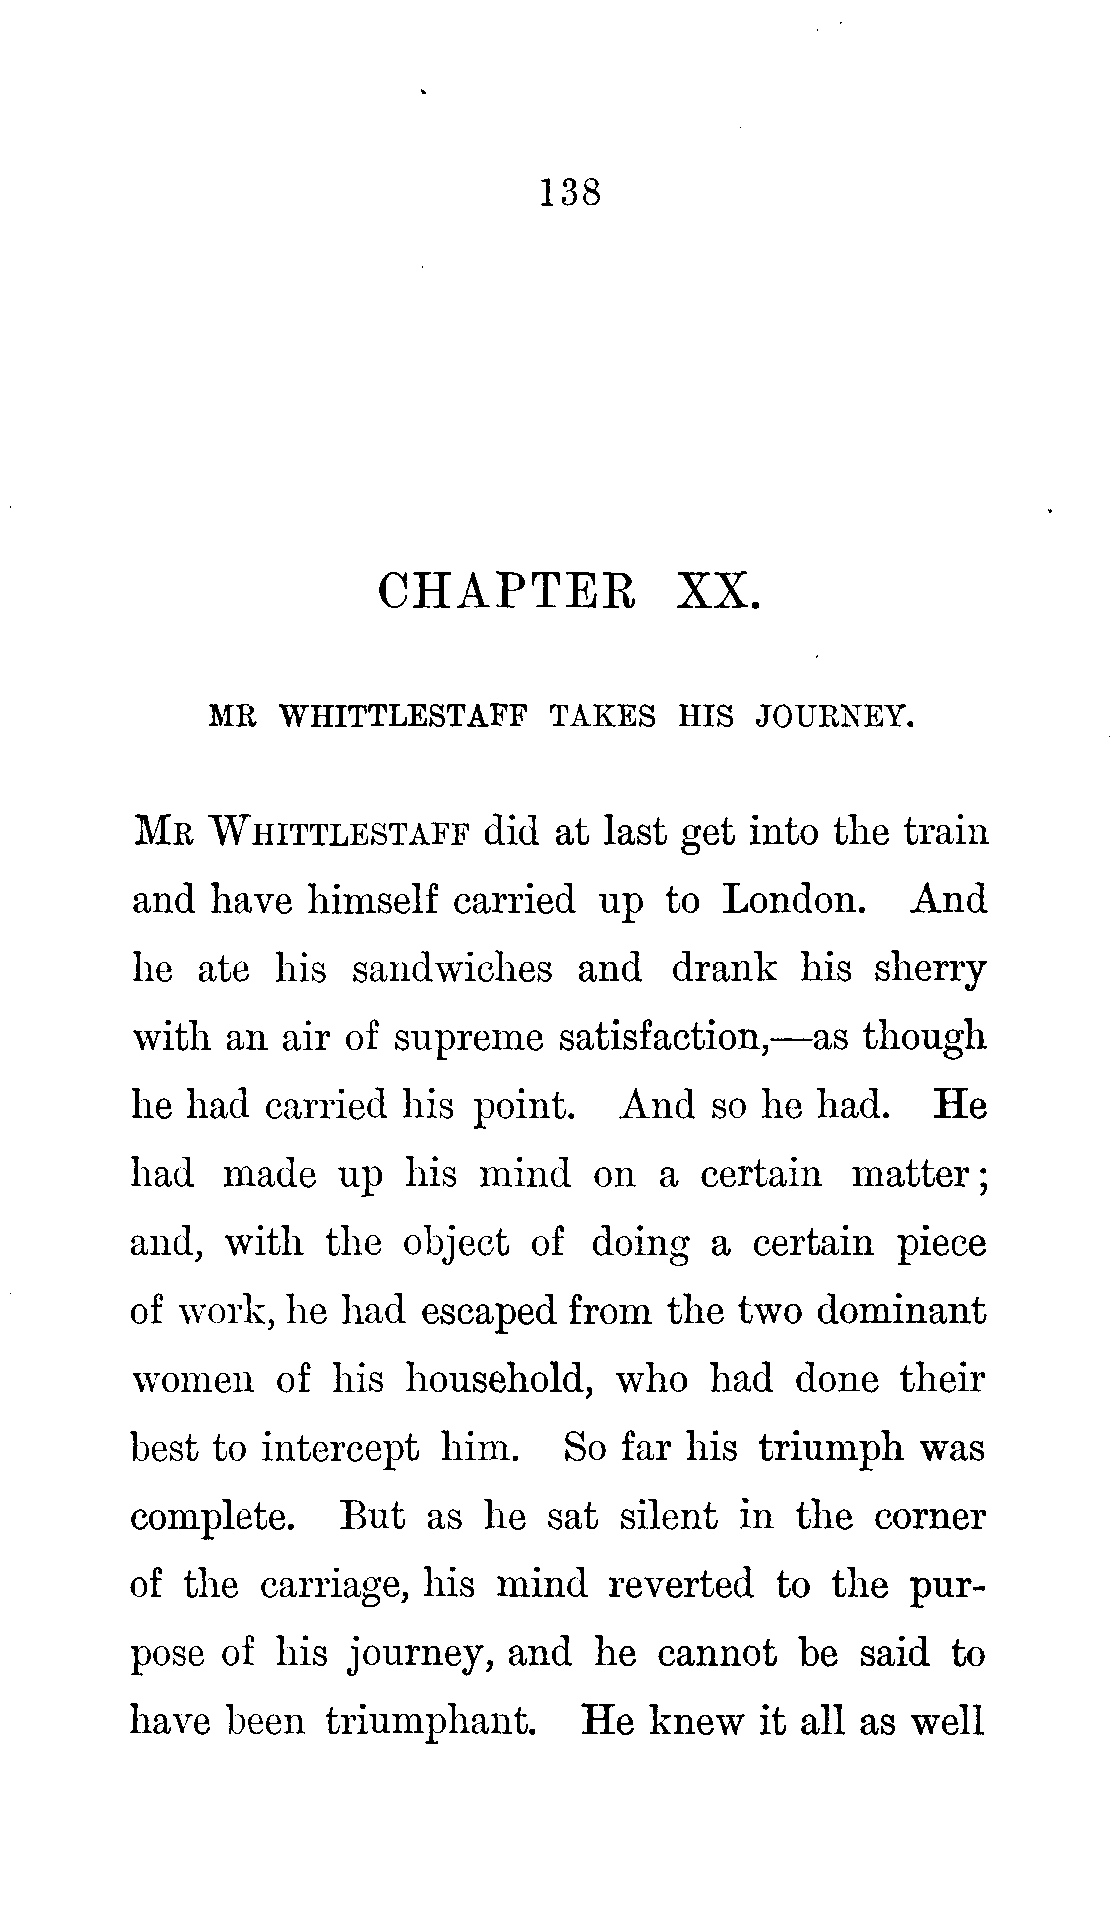 138
CHAPTER XX.
MR WHITTLESTAFF TAKES HIS JOURNEY.
MR WHITTLESTAFF did at last get into the train
and have himself carried up to London. And
he ate his sandwiches and drank his sherry
with an air of supreme satisfaction,—as though
he had carried his point. And so he had. He
had made up his mind on a certain matter;
and, with the object of doing a certain piece
of work, he had escaped from the two dominant
women of his household, who had done their
best to intercept him. So far his triumph was
complete. But as he sat silent in the corner
of the carriage, his mind reverted to the pur-
pose of his journey, and he cannot be said to
have been triumphant. He knew it all as well